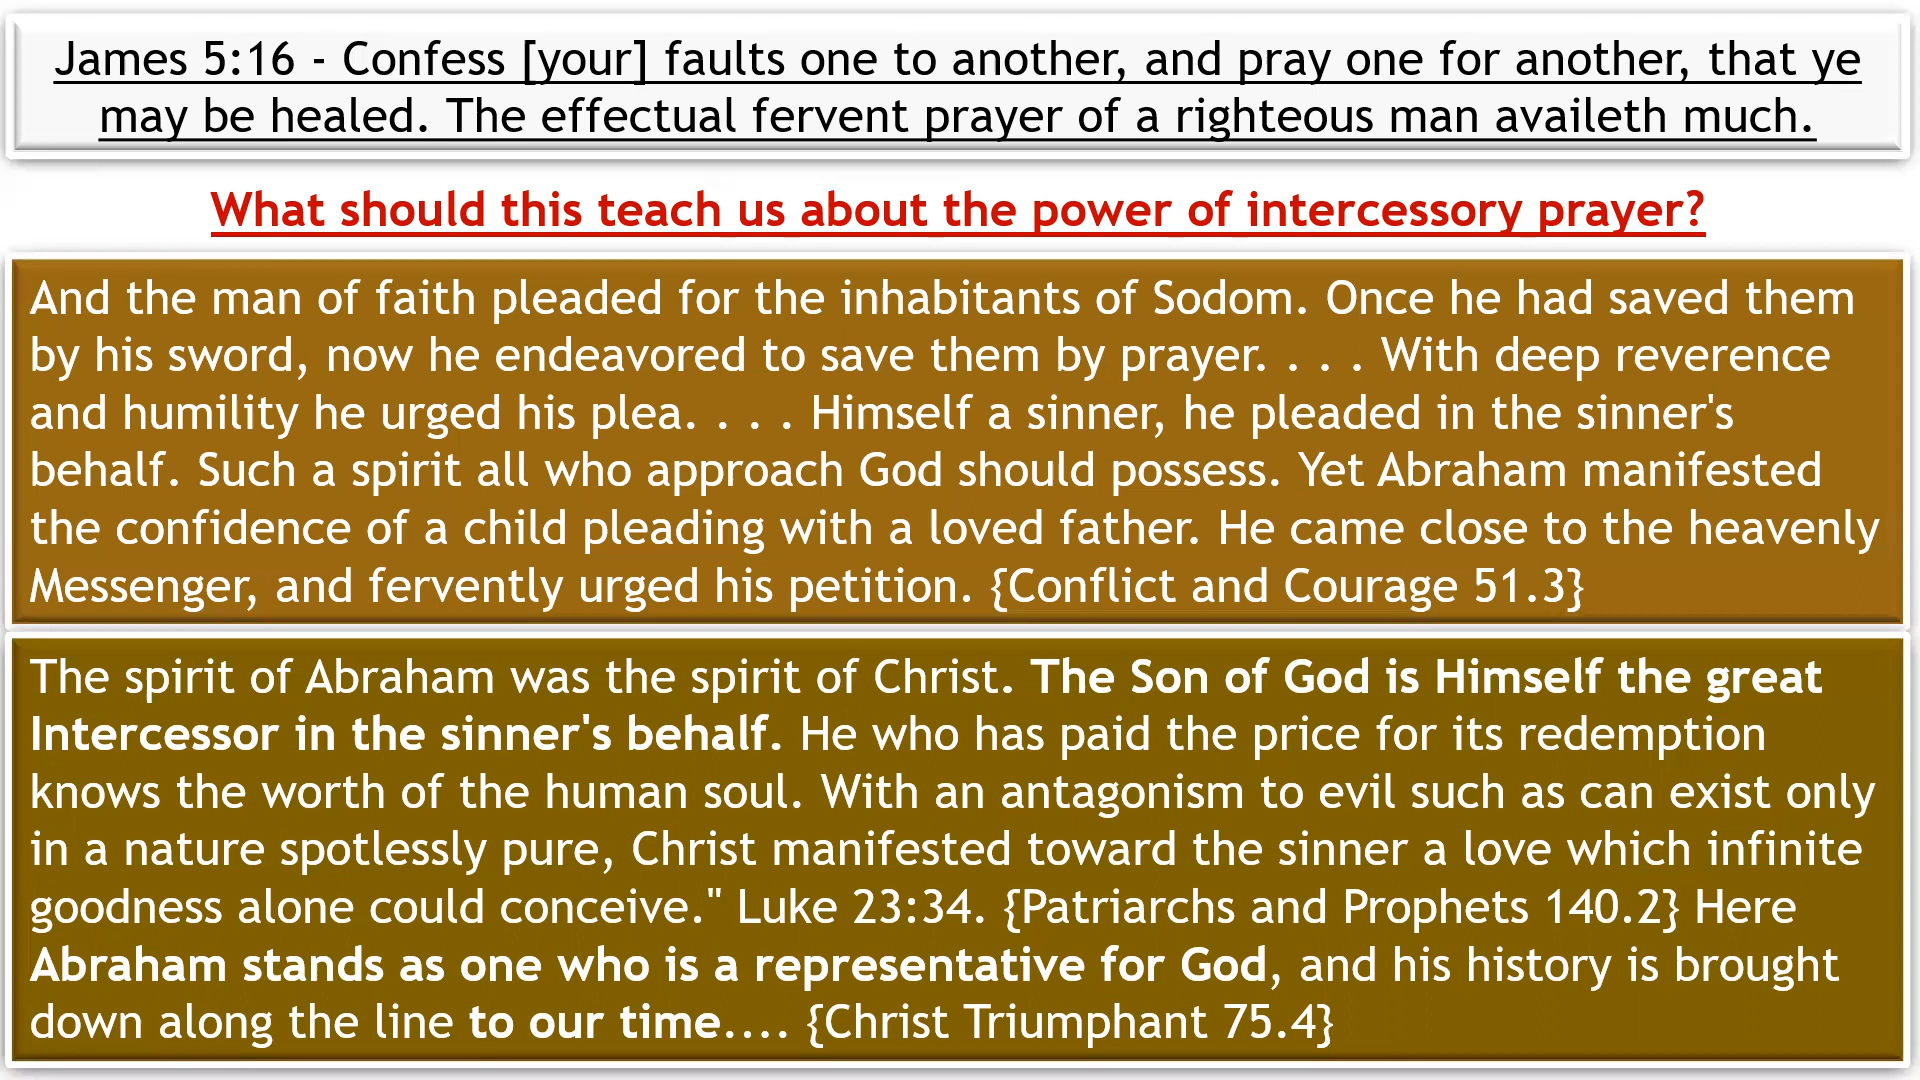 James 5:16 - Confess [your] faults one to another, and pray one for another, that ye
may be healed. The effectual fervent prayer of a righteous man availeth much.
What should this teach us about the power of intercessory prayer?
And the man of faith pleaded for the inhabitants of Sodom. Once he had saved them
by his sword, now he endeavored to save them by prayer. . . . With deep reverence
and humility he urged his plea. . . . Himself a sinner, he pleaded in the sinner's
behalf. Such a spirit all who approach God should possess. Yet Abraham manifested
the confidence of a child pleading with a loved father. He came close to the heavenly
Messenger, and fervently urged his petition. {Conflict and Courage 51.3}
The spirit of Abraham was the spirit of Christ. The Son of God is Himself the great
Intercessor in the sinner's behalf. He who has paid the price for its redemption
knows the worth of the human soul. With an antagonism to evil such as can exist only
in a nature spotlessly pure, Christ manifested toward the sinner a love which infinite
goodness alone could conceive." Luke 23:34. {Patriarchs and Prophets 140.2} Here
Abraham stands as one who is a representative for God, and his history is brought
down along the line to our time.... {Christ Triumphant 75.4}